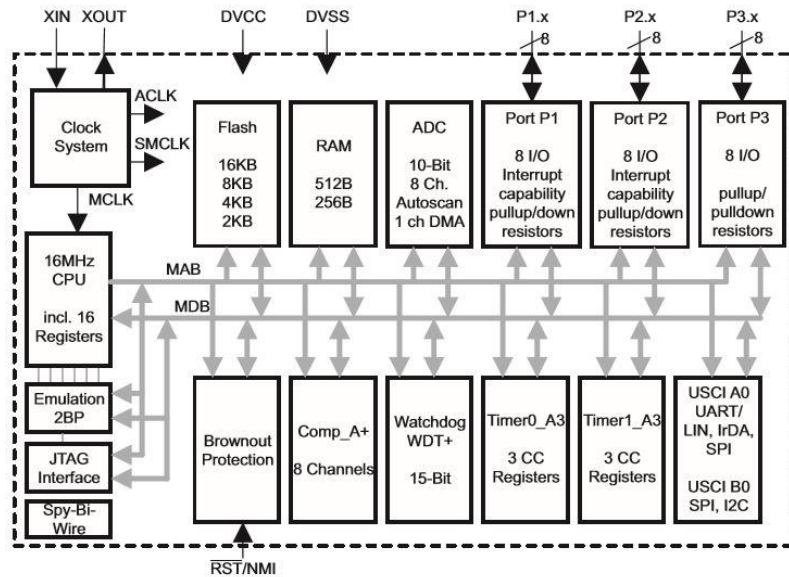 XIN XOUT DVCC DVSS P1.x P2.x P3.x
8 8 8
Clock
System
ACLK
SMCLK
MCLK
Flash
16KB
8KB
4KB
2KB
RAM
512B
256B
ADC
10-Bit
8 Ch.
Autoscan
1 ch DMA
Port P1
8 I/O
Interrupt
capability
pullup/down
resistors
Port P2
8 I/O
Interrupt
capability
pullup/down
resistors
Port P3
8 I/O
pullup/
pulldown
resistors
16MHz
CPU
incl. 16
Registers
MAB
MDB
Emulation
2BP
JTAG
Interface
Spy-Bi-
Wire
Brownout
Protection
Comp_A+
8 Channels
Watchdog
WDT+
15-Bit
Timer0_A3
3 CC
Registers
Timer1_A3
3 CC
Registers
USCI A0
UART/
LIN, IrDA,
SPI
USCI B0
SPI, I2C
RST/NMI